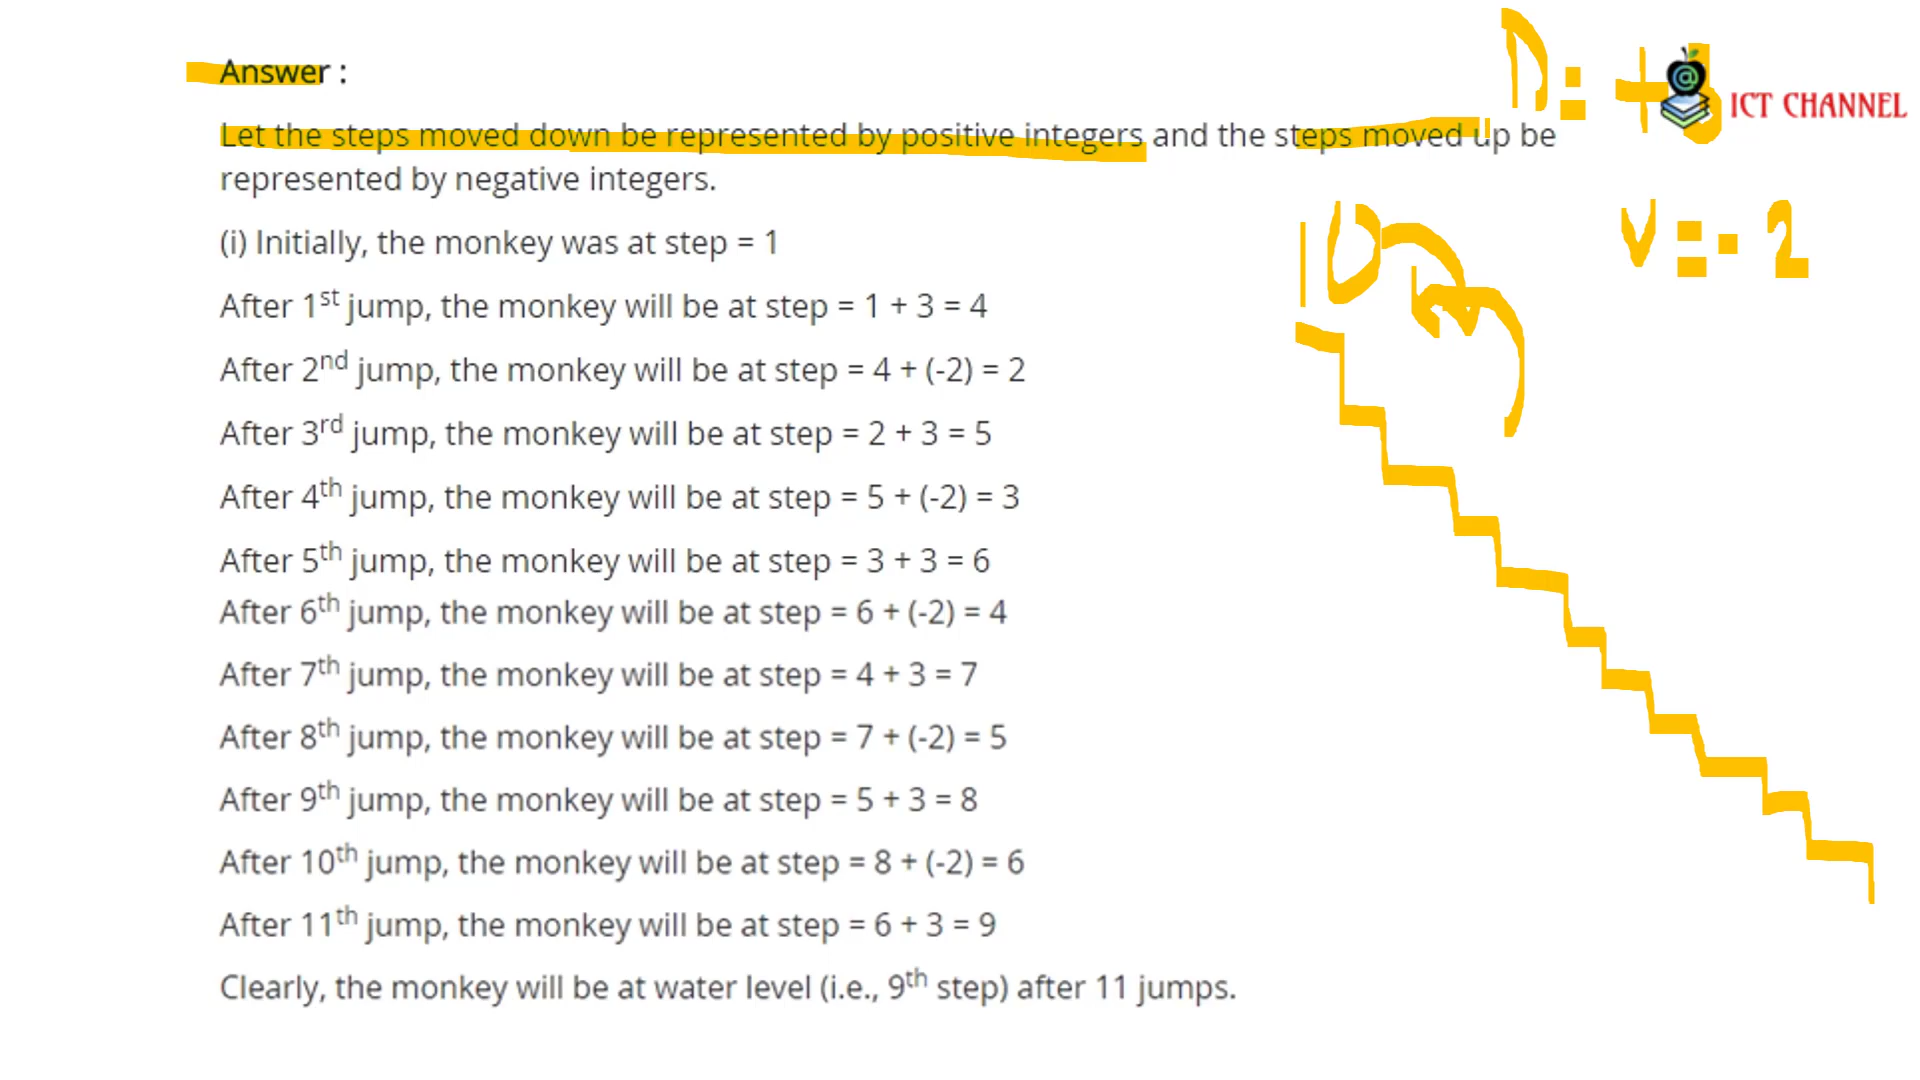 Answer :
Let the steps moved down be represented by positive integers and the steps moved up be
represented by negative integers.
(i) Initially, the monkey was at step = 1
After 1st jump, the monkey will be at step = 1 + 3 = 4
After 2nd jump, the monkey will be at step = 4 + (-2) = 2
After 3rd jump, the monkey will be at step = 2 + 3 = 5
After 4th jump, the monkey will be at step = 5 + (-2) = 3
After 5th jump, the monkey will be at step = 3 + 3 = 6
After 6th jump, the monkey will be at step = 6 + (-2) = 4
After 7th jump, the monkey will be at step = 4 + 3 = 7
After 8th jump, the monkey will be at step = 7 + (-2) = 5
After 9th jump, the monkey will be at step = 5 + 3 = 8
After 10th jump, the monkey will be at step = 8 + (-2) = 6
After 11th jump, the monkey will be at step = 6 + 3 = 9
Clearly, the monkey will be at water level (i.e., 9th step) after 11 jumps.
ICT CHANNEL